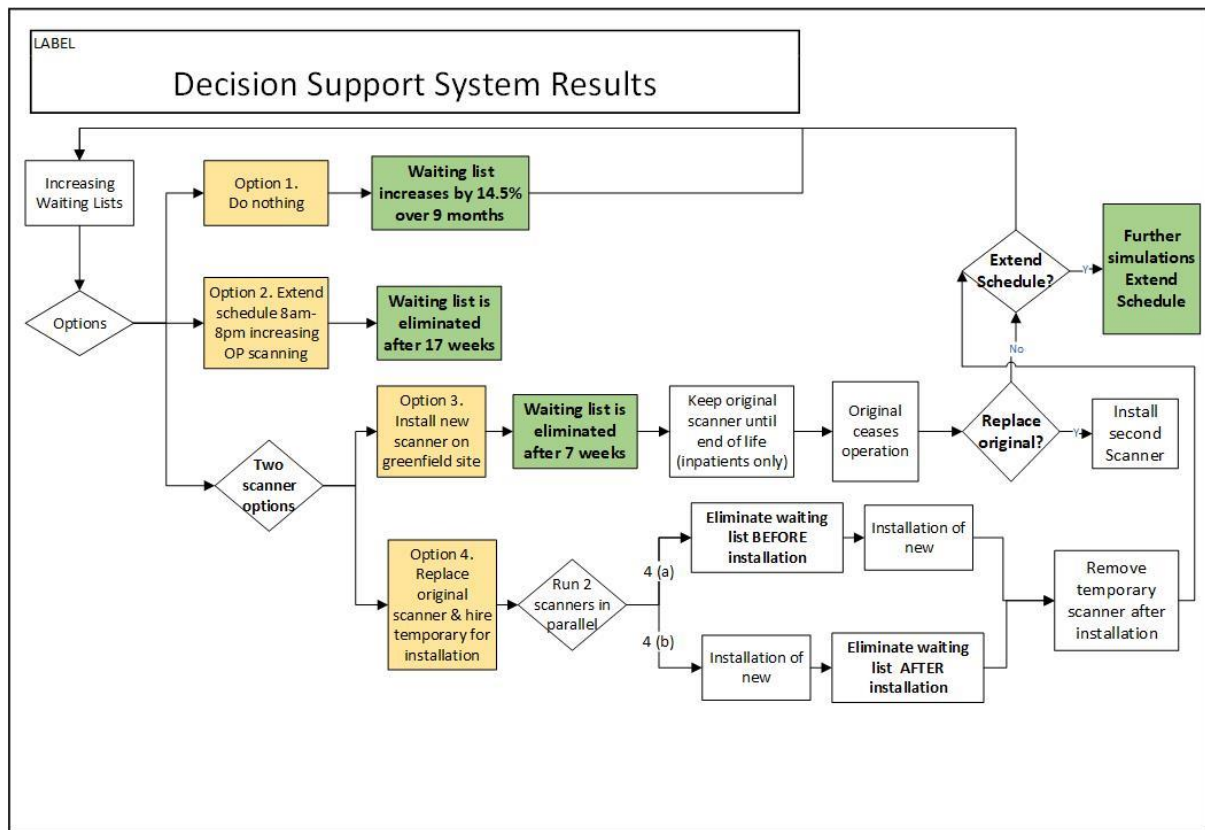 LABEL
Decision Support System Results
Increasing
Waiting Lists
Option 1.
Do nothing
Waiting list
increases by 14.5%
over 9 months
Options
Option 2. Extend
schedule 8am-
8pm increasing
OP scanning
Waiting list is
eliminated
after 17 weeks
Extend
Schedule?
Y
Further
simulations
Extend
Schedule
No
Two
scanner
options
Option 3.
Install new
scanner on
greenfield site
Waiting list is
eliminated
after 7 weeks
Keep original
scanner until
end of life
(inpatients only)
Original
ceases
operation
Replace
original?
Y
Install
second
Scanner
Option 4.
Replace
original
scanner & hire
temporary for
installation
Run 2
scanners in
parallel
4 (a)
Eliminate waiting
list BEFORE
installation
Installation of
new
4 (b)
Installation of
new
Eliminate waiting
list AFTER
installation
Remove
temporary
scanner after
installation